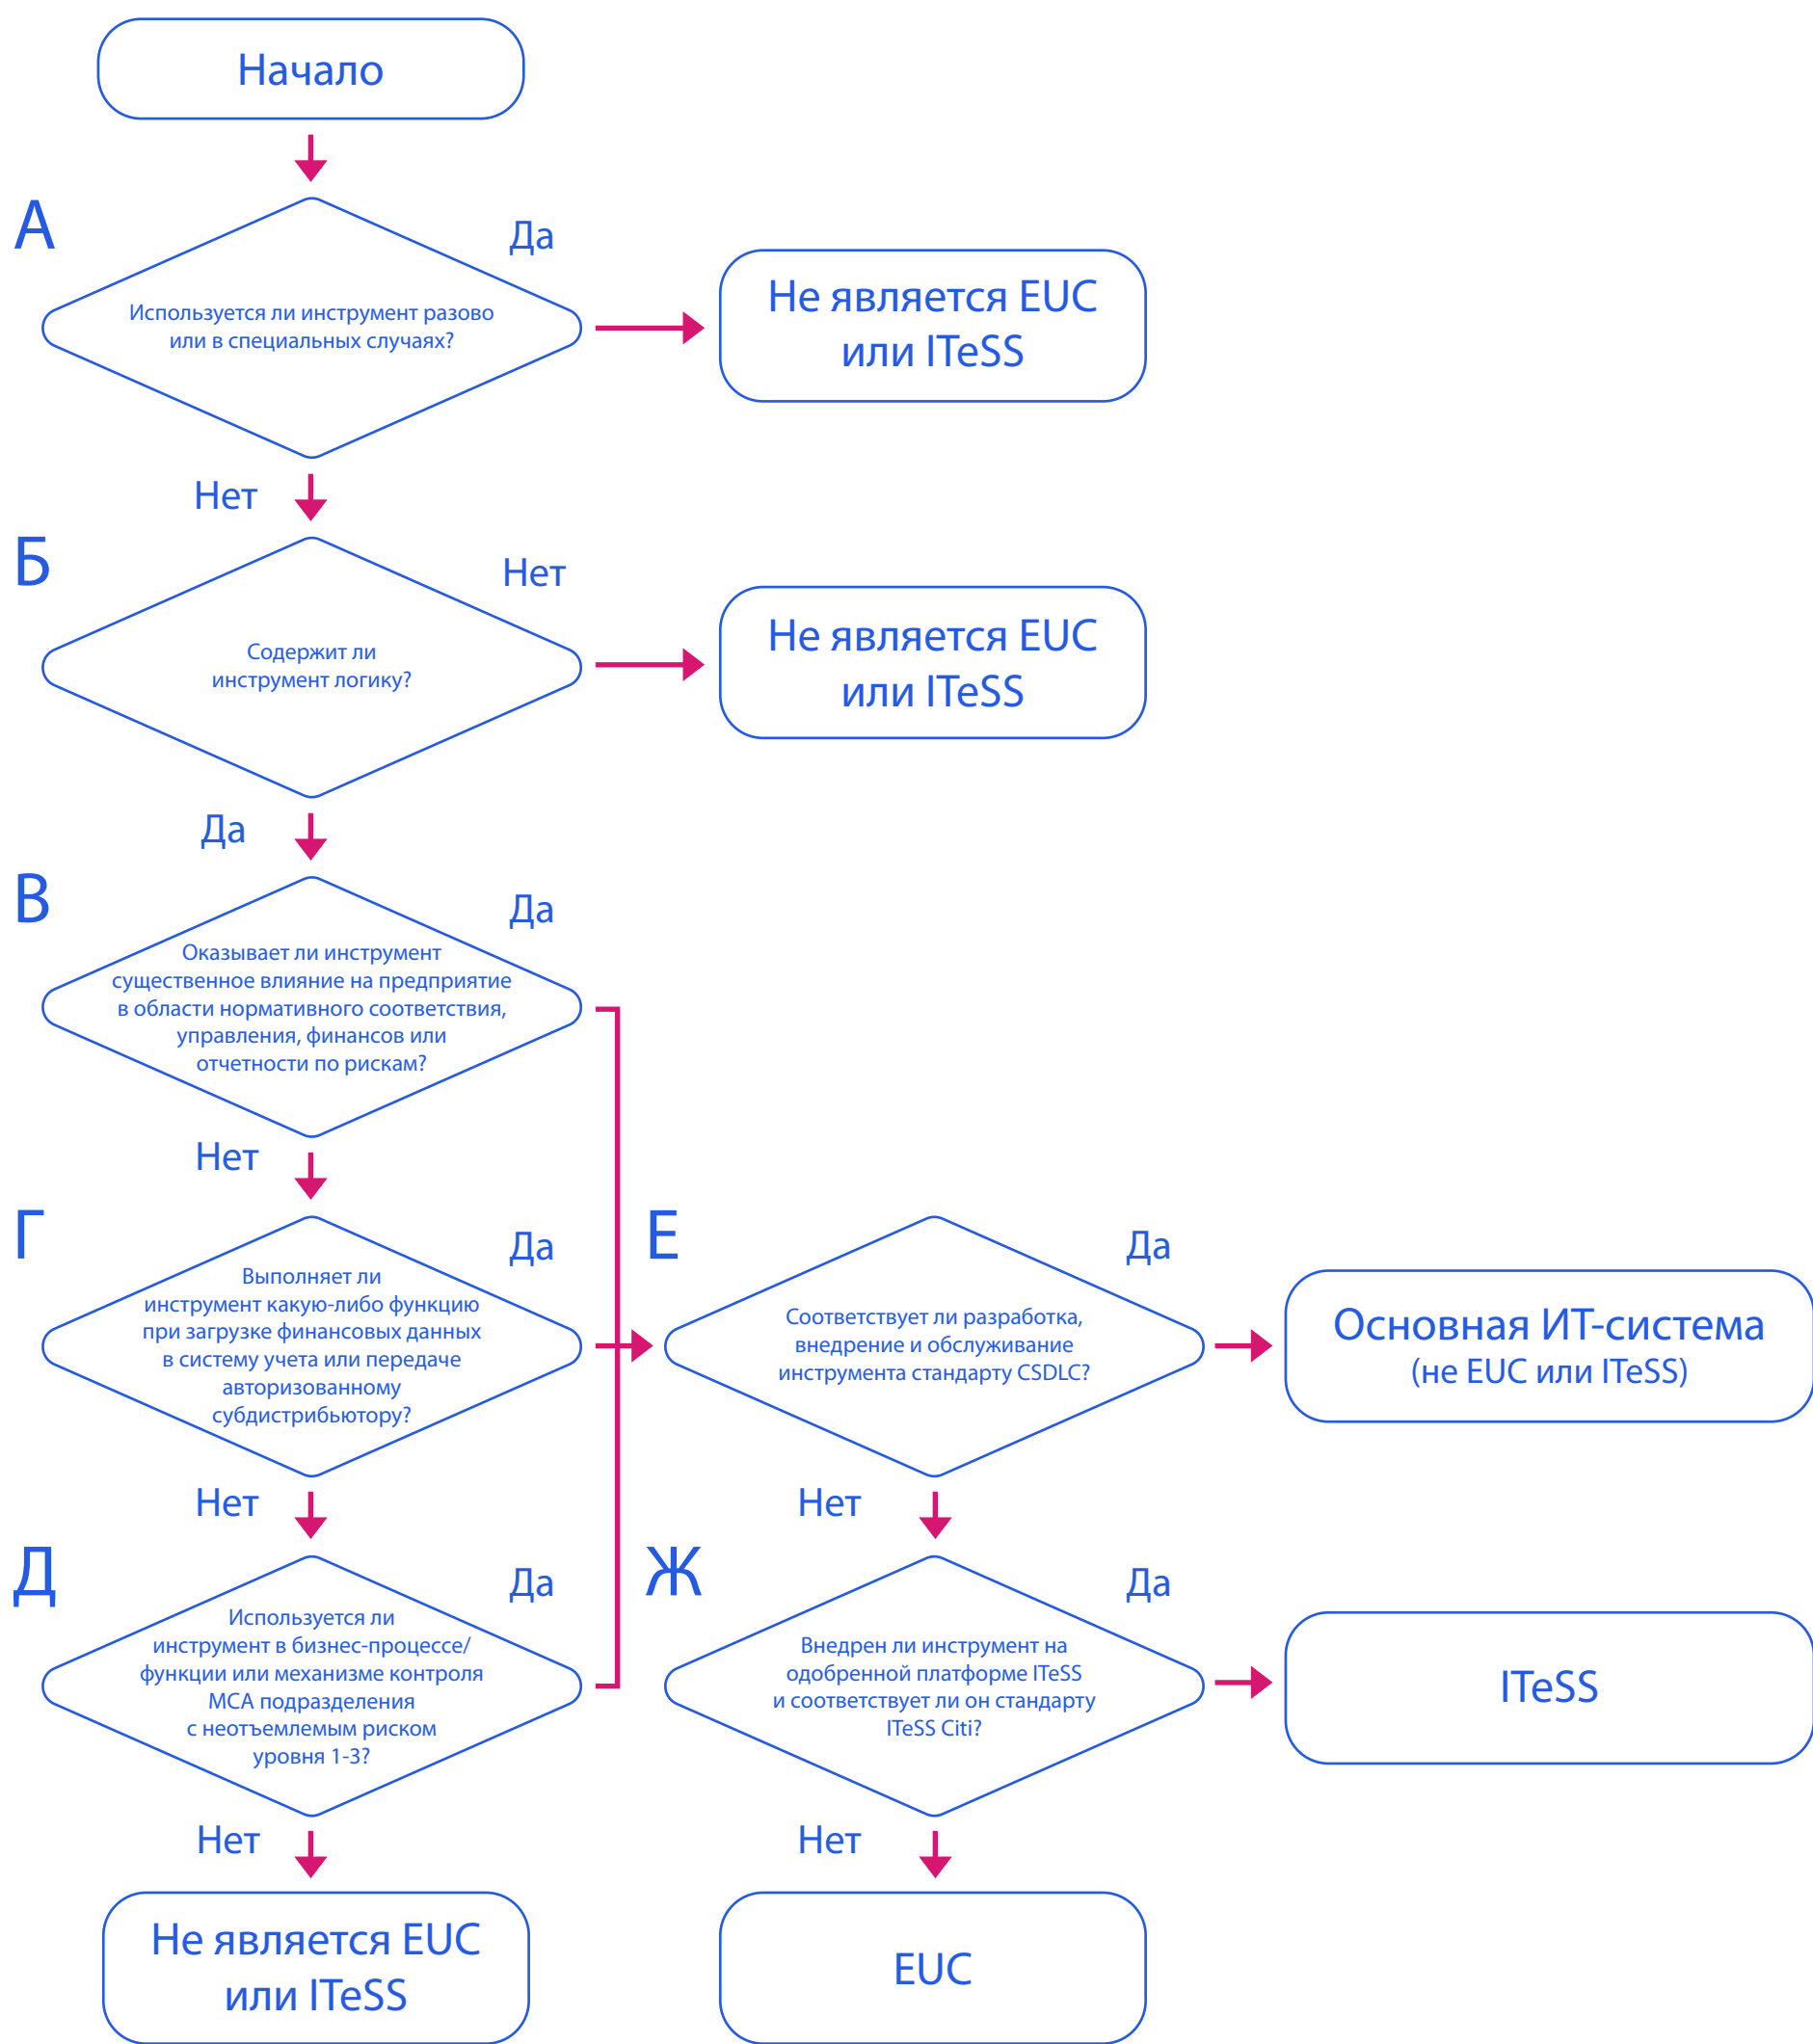 Начало
А
Да
Используется ли инструмент разово
или в специальных случаях?
Не является EUC
или ITeSS
Нет
Б
Нет
Содержит ли
инструмент логику?
Не является EUC
или ITeSS
Да
В
Да
Оказывает ли инструмент
существенное влияние на предприятие
в области нормативного соответствия,
управления, финансов или
отчетности по рискам?
Нет
Г
Да
Выполняет ли
инструмент какую-либо функцию
при загрузке финансовых данных
в систему учета или передаче
авторизованному
субдистрибьютору?
Е
Да
Соответствует ли разработка,
внедрение и обслуживание
инструмента стандарту CSDLC?
Основная ИТ-система
(не EUC или ITeSS)
Нет
Нет
Д
Да
Используется ли
инструмент в бизнес-процессе/
функции или механизме контроля
MCA подразделения
с неотъемлемым риском
уровня 1-3?
Ж
Да
Внедрен ли инструмент на
одобренной платформе ITeSS
и соответствует ли он стандарту
ITeSS Citi?
ITeSS
Нет
Нет
Не является EUC
или ITeSS
EUC